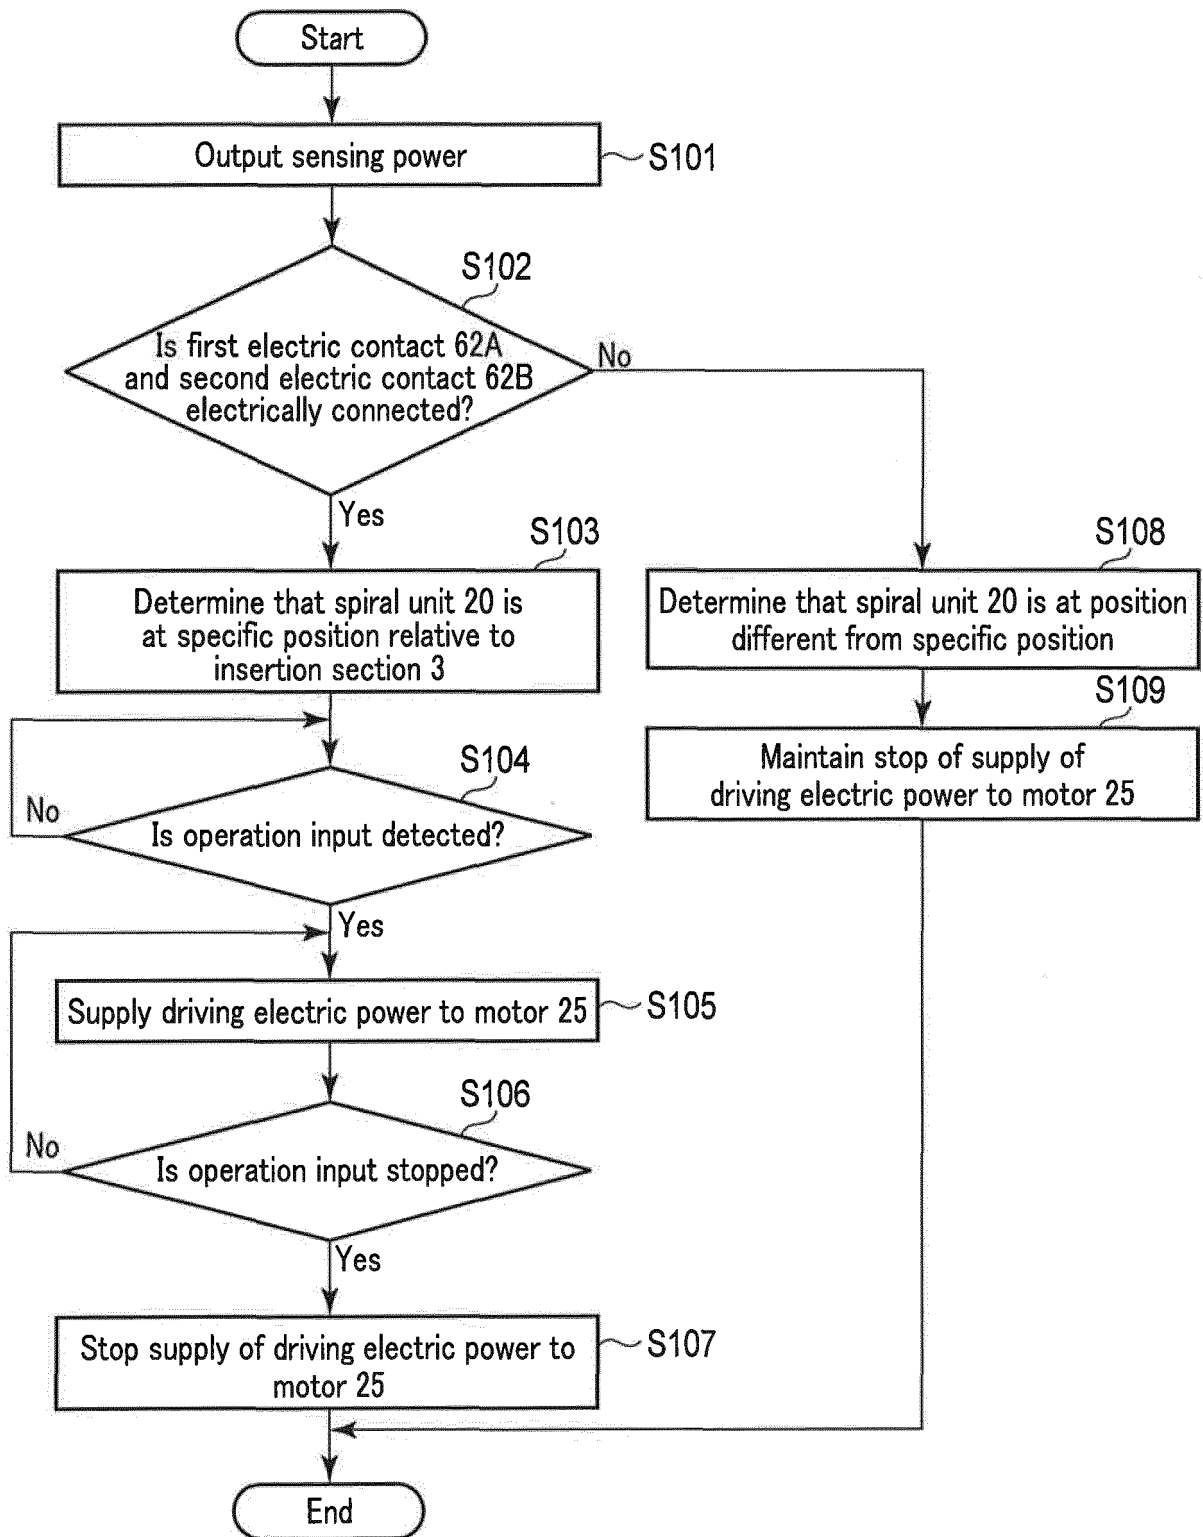 Start
Output sensing power
S101
S102
Is first electric contact 62A
and second electric contact 62B
electrically connected?
No
Yes
S103
Determine that spiral unit 20 is
at specific position relative to
insertion section 3
S108
Determine that spiral unit 20 is at position
different from specific position
S109
Maintain stop of supply of
driving electric power to motor 25
S104
No
Is operation input detected?
Yes
Supply driving electric power to motor 25
S105
S106
No
Is operation input stopped?
Yes
Stop supply of driving electric power to
motor 25
S107
End